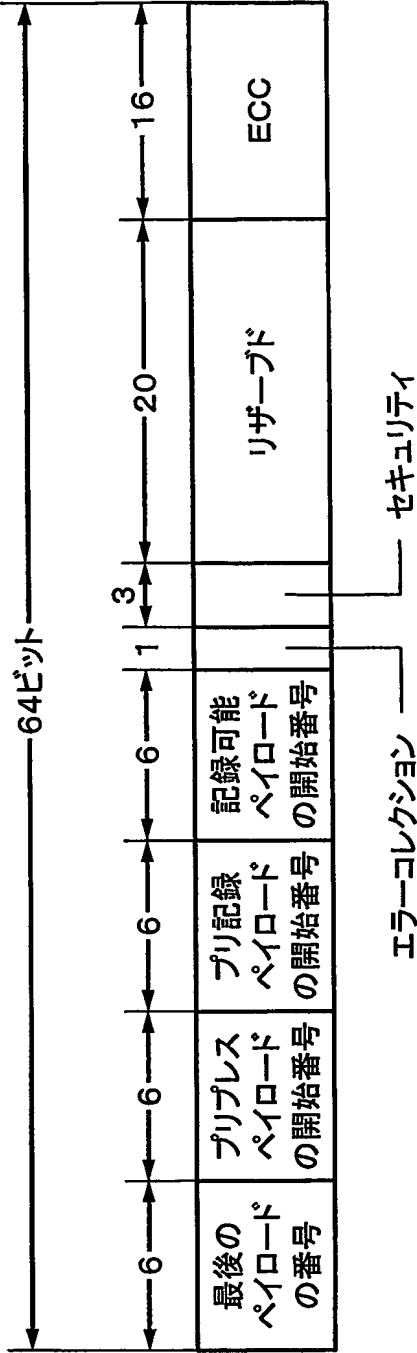 64ビット
6
6
6
6
1
3
20
16
最後の
ペイロード
の番号
プリプレス
ペイロード
の開始番号
プリ記録
ペイロード
の開始番号
記録可能
ペイロード
の開始番号
リザーブド
ECC
エラーコレクション
セキュリティ